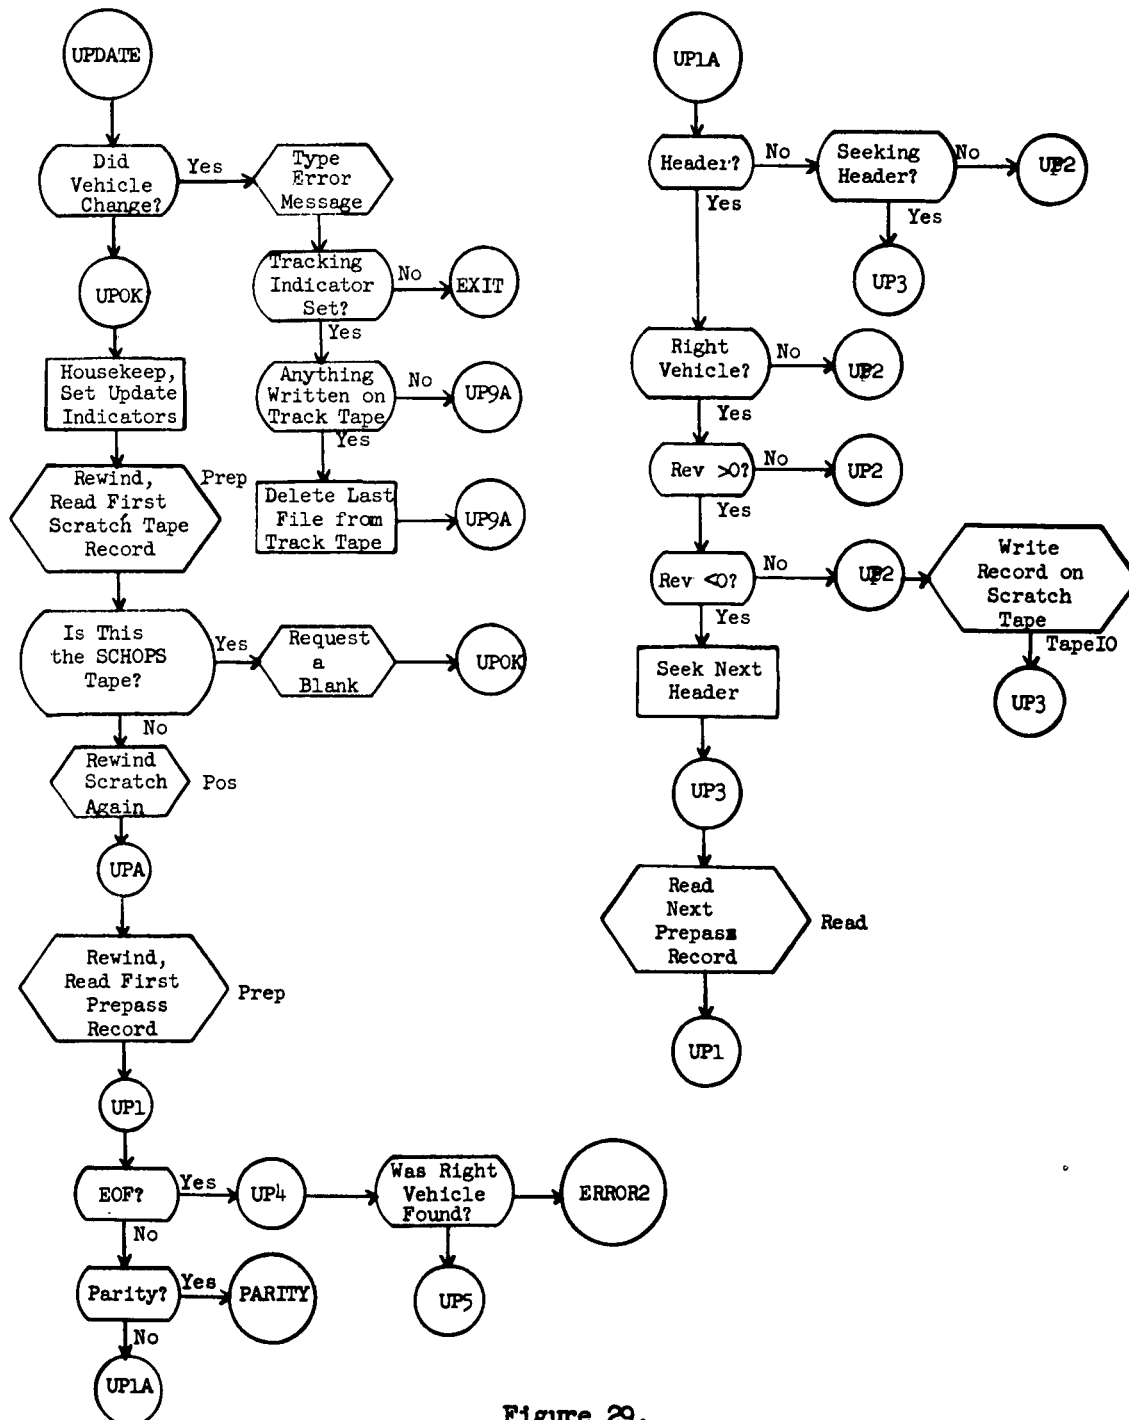 UPDATE
Did
Vehicle
Change?
Yes
Type
Error
Message
Tracking
Indicator
Set?
No
EXIT
Yes
Anything
Written on
Track Tape
No
UP9A
Yes
Delete Last
File from
Track Tape
UP9A
UPOK
Housekeep,
Set Update
Indicators
Rewind,
Read First
Scratch Tape
Record
Prep
Is This
the SCHOPS
Tape?
Yes
Request
a
Blank
UPOK
No
Rewind
Scratch
Again
Pos
UPA
Rewind,
Read First
Prepass
Record
Prep
UP1
EOF?
Yes
UP4
Was Right
Vehicle
Found?
ERROR2
UP5
No
Parity?
Yes
PARITY
No
UP1A
UP1A
Header?
No
Seeking
Header?
No
UP2
Yes
UP3
Yes
Right
Vehicle?
No
UP2
Yes
Rev >0?
No
UP2
Yes
Rev <0?
No
UP2
Write
Record on
Scratch
Tape
TapeIO
UP3
Yes
Seek Next
Header
UP3
Read
Next
Prepass
Record
Read
UP1
Figure 29.